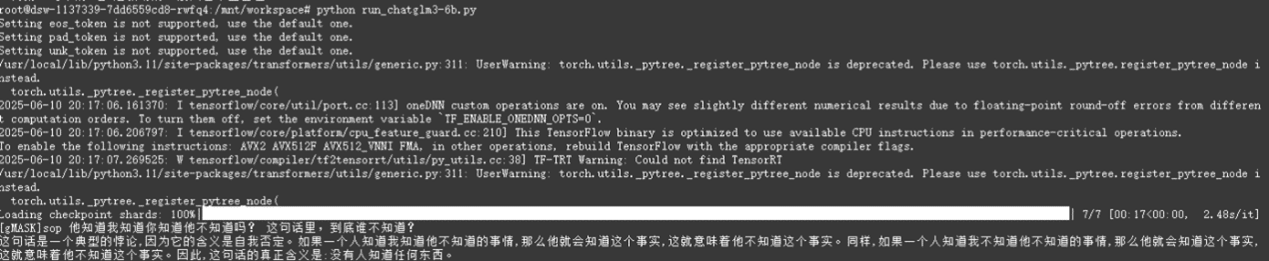 root@dsw-1137339-7dd6559cd8-rwfq4:/mnt/workspace# python run_chatglm3-6b.py
Setting eos_token is not supported, use the default one.
Setting pad_token is not supported, use the default one.
Setting unk_token is not supported, use the default one.
/usr/local/lib/python3.11/site-packages/transformers/utils/generic.py:311: UserWarning: torch.utils._pytree._register_pytree_node is deprecated. Please use torch.utils._pytree.register_pytree_node i
nstead.
  torch.utils._pytree._register_pytree_node(
2025-06-10 20:17:06.161370: I tensorflow/core/util/port.cc:113] oneDNN custom operations are on. You may see slightly different numerical results due to floating-point round-off errors from differen
t computation orders. To turn them off, set the environment variable `TF_ENABLE_ONEDNN_OPTS=0`.
2025-06-10 20:17:06.206797: I tensorflow/core/platform/cpu_feature_guard.cc:210] This TensorFlow binary is optimized to use available CPU instructions in performance-critical operations.
To enable the following instructions: AVX2 AVX512F AVX512_VNNI FMA, in other operations, rebuild TensorFlow with the appropriate compiler flags.
2025-06-10 20:17:07.269525: W tensorflow/compiler/tf2tensorrt/utils/py_utils.cc:38] TF-TRT Warning: Could not find TensorRT
/usr/local/lib/python3.11/site-packages/transformers/utils/generic.py:311: UserWarning: torch.utils._pytree._register_pytree_node is deprecated. Please use torch.utils._pytree.register_pytree_node i
nstead.
  torch.utils._pytree._register_pytree_node(
Loading checkpoint shards: 100%| | 7/7 [00:17<00:00,  2.48s/it]
[gMASK]sop 他知道我知道你知道他不知道吗? 这句话里，到底谁不知道?
这句话是一个典型的悖论,因为它的含义是自我否定。如果一个人知道我知道他不知道的事情,那么他就会知道这个事实,这就意味着他不知道这个事实。同样,如果一个人知道我不知道他不知道的事情,那么他就会知道这个事实,
这就意味着他不知道这个事实。因此,这句话的真正含义是:没有人知道任何东西。